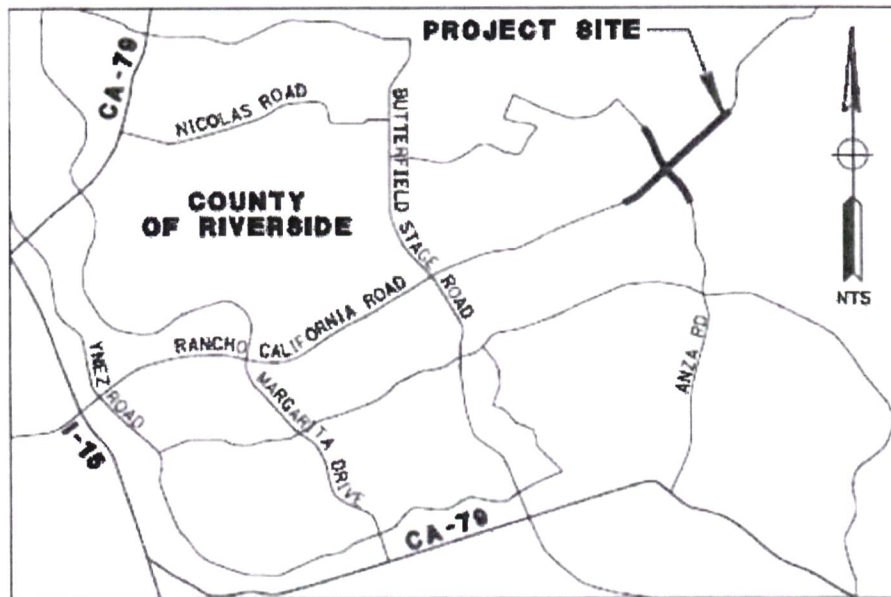 PROJECT SITE
CA-79
NICOLAS ROAD
BUTTERFIELD STAGE ROAD
COUNTY
OF RIVERSIDE
NTS
RANCHO CALIFORNIA ROAD
YNEZ ROAD
MARGARITA DRIVE
ANZA RD
I-15
CA-79